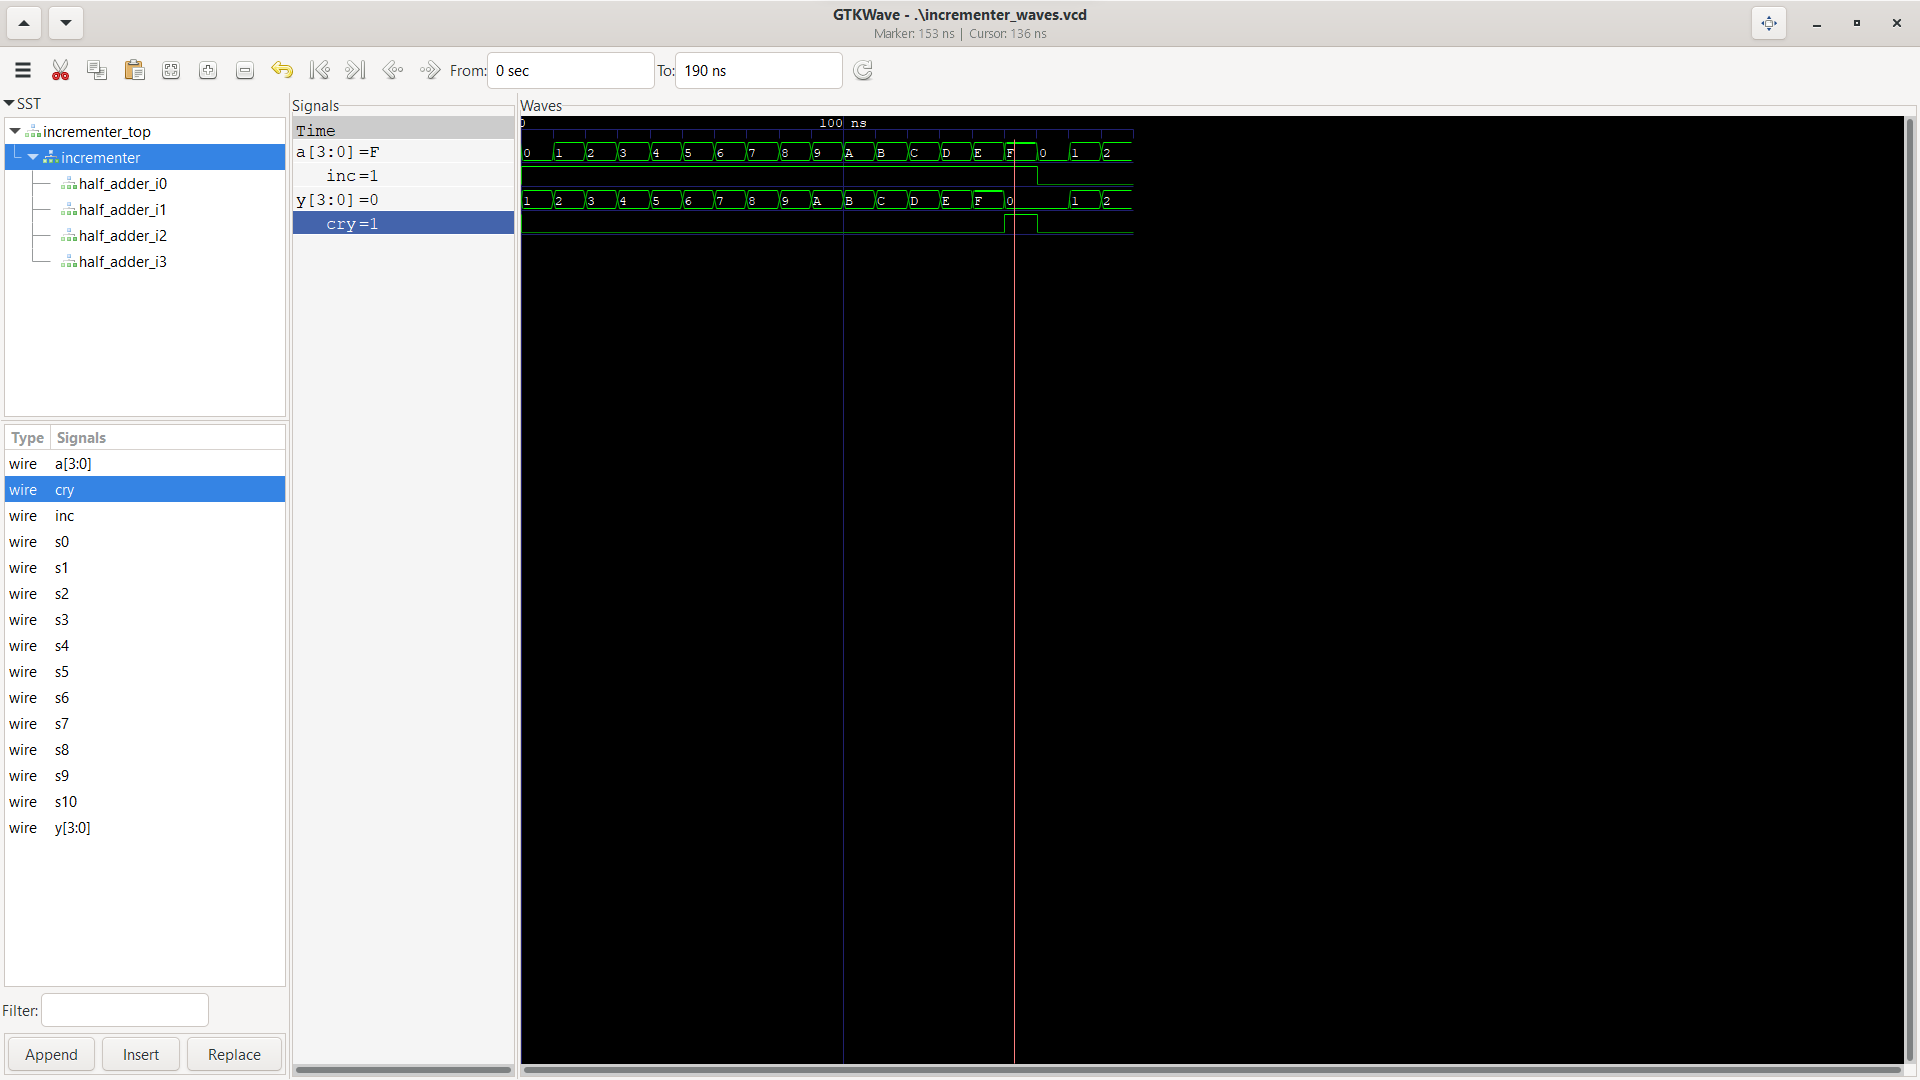 GTKWave - .\incrementer_waves.vcd
Marker: 153 ns | Cursor: 136 ns
From: 0 sec To: 190 ns
SST
incrementer_top
incrementer
half_adder_i0
half_adder_i1
half_adder_i2
half_adder_i3
Type Signals
wire a[3:0]
wire cry
wire inc
wire s0
wire s1
wire s2
wire s3
wire s4
wire s5
wire s6
wire s7
wire s8
wire s9
wire s10
wire y[3:0]
Filter:
Append Insert Replace
Signals
Time
a[3:0]=F
inc=1
y[3:0]=0
cry=1
Waves
0 100 ns
0 1 2 3 4 5 6 7 8 9 A B C D E F 0 1 2
1 2 3 4 5 6 7 8 9 A B C D E F 0 1 2